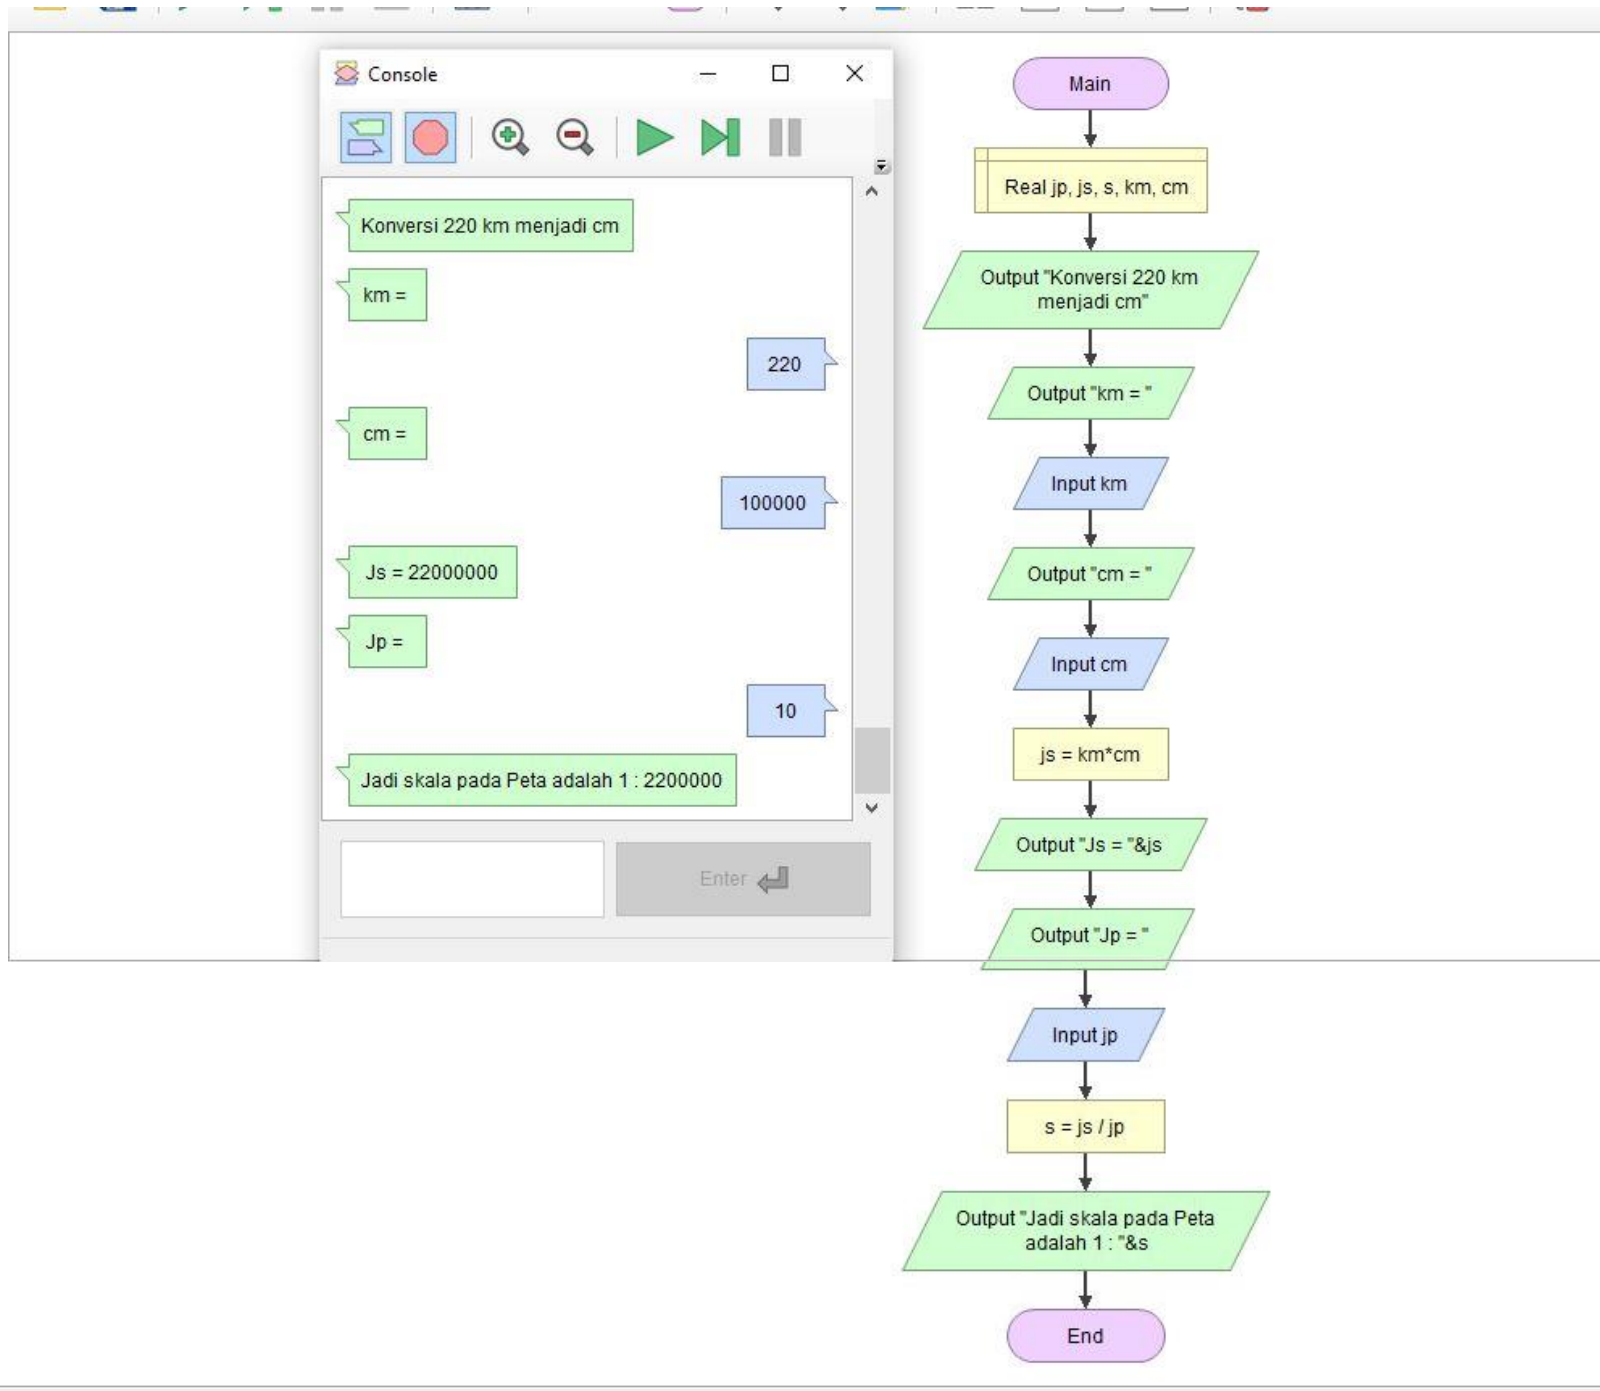 Console
Konversi 220 km menjadi cm
km =
220
cm =
100000
Js = 22000000
Jp =
10
Jadi skala pada Peta adalah 1 : 2200000
Enter
Main
Real jp, js, s, km, cm
Output "Konversi 220 km
menjadi cm"
Output "km = "
Input km
Output "cm = "
Input cm
js = km*cm
Output "Js = "&js
Output "Jp = "
Input jp
s = js / jp
Output "Jadi skala pada Peta
adalah 1 : "&s
End